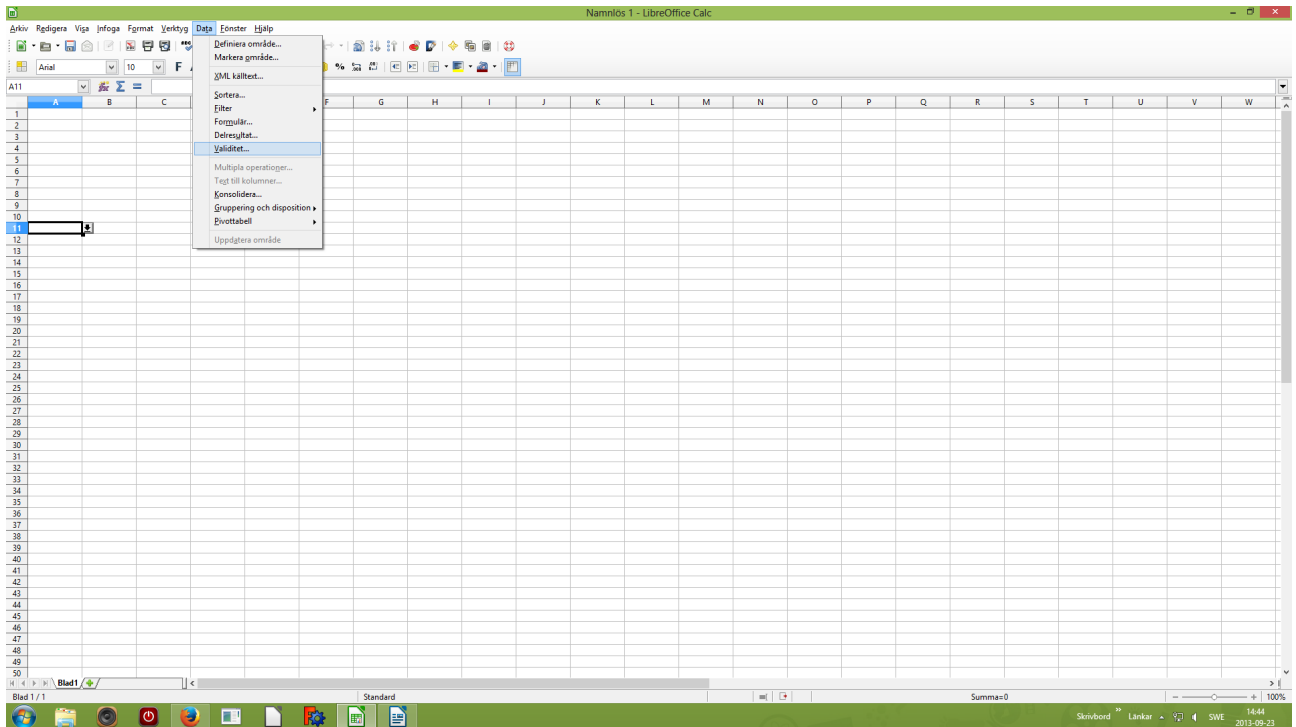 Namnlös 1 - LibreOffice Calc
Arkiv Redigera Visa Infoga Format Verktyg Data Fönster Hjälp
Definiera område...
Markera område...
XML källtext...
Sortera...
Filter
Formulär...
Delresultat...
Validitet...
Multipla operationer...
Text till kolumner...
Konsolidera...
Gruppering och disposition
Pivottabell
Uppdatera område
Arial 10 F %
A11
A B C F G H I J K L M N O P Q R S T U V W
1
2
3
4
5
6
7
8
9
10
11
12
13
14
15
16
17
18
19
20
21
22
23
24
25
26
27
28
29
30
31
32
33
34
35
36
37
38
39
40
41
42
43
44
45
46
47
48
49
50
Blad1
Blad 1 / 1 Standard Summa=0 100%
Skrivbord Länkar SWE 14:44
2013-09-23